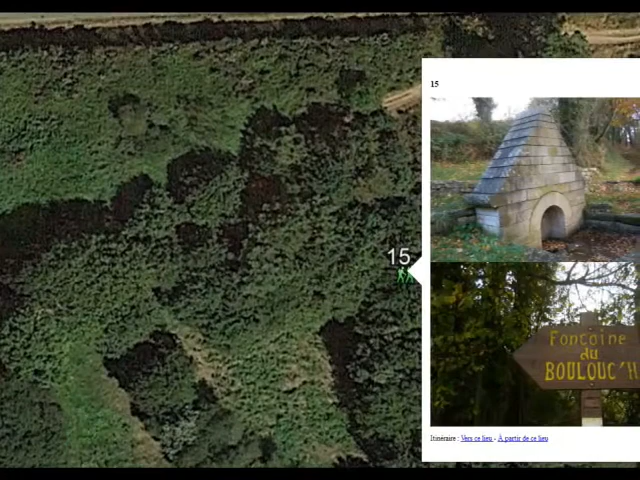 15
15
Fontaine
du
BOULOUC'H
Itinéraire : Vers ce lieu - À partir de ce lieu